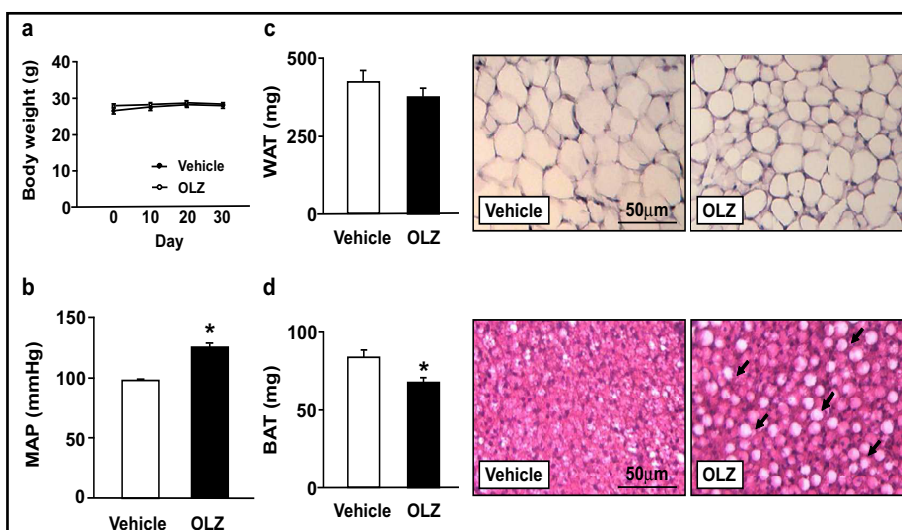 a
Body weight (g)
40
30
20
10
0
0 10 20 30
Day
Vehicle
OLZ
b
MAP (mmHg)
150
100
50
0
*
Vehicle OLZ
c
WAT (mg)
500
250
0
Vehicle OLZ
Vehicle
50μm
OLZ
d
BAT (mg)
100
50
0
*
Vehicle OLZ
Vehicle
50μm
OLZ